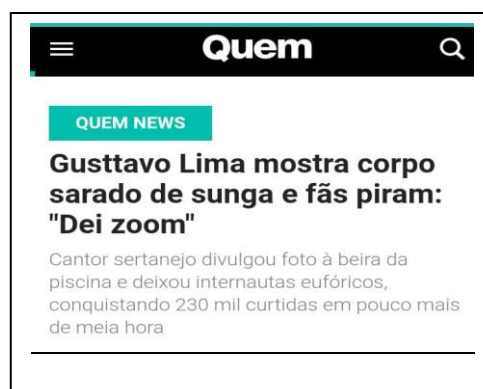 Quem
QUEM NEWS
Gusttavo Lima mostra corpo
sarado de sunga e fãs piram:
"Dei zoom"
Cantor sertanejo divulgou foto à beira da
piscina e deixou internautas eufóricos,
conquistando 230 mil curtidas em pouco mais
de meia hora